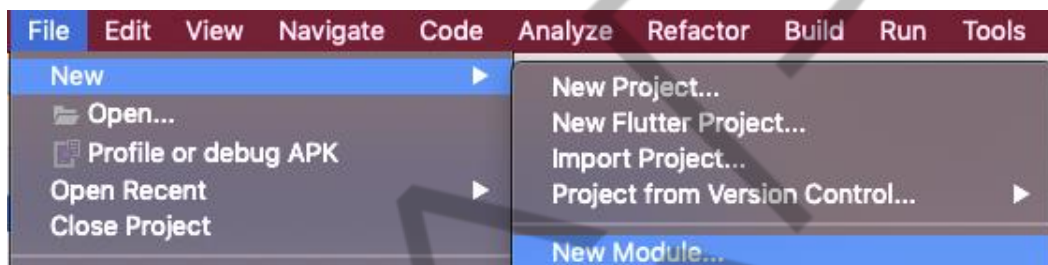 File Edit View Navigate Code Analyze Refactor Build Run Tools
New
Open...
Profile or debug APK
Open Recent
Close Project
New Project...
New Flutter Project...
Import Project...
Project from Version Control...
New Module...